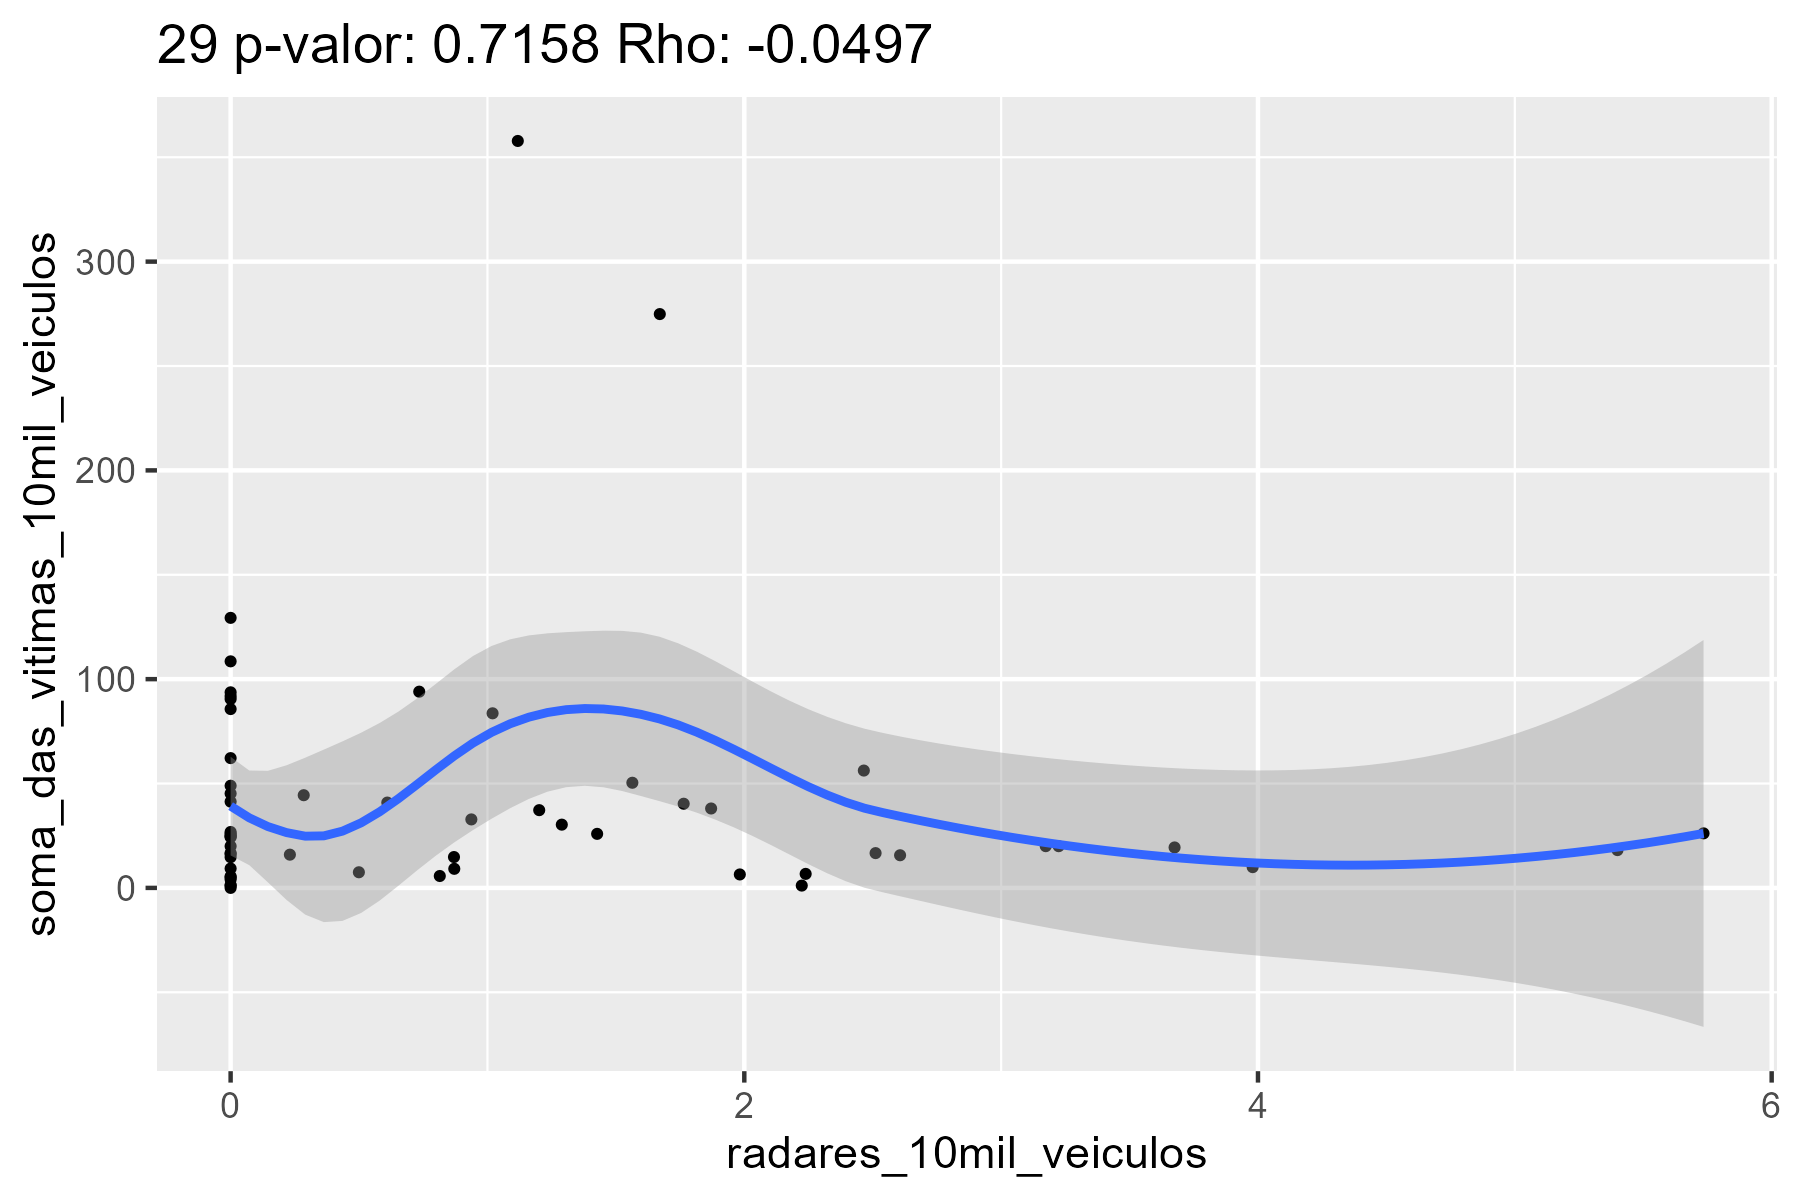 29 p-valor: 0.7158 Rho: -0.0497
soma_das_vitimas_10mil_veiculos
300
200
100
0
0 2 4 6
radares_10mil_veiculos